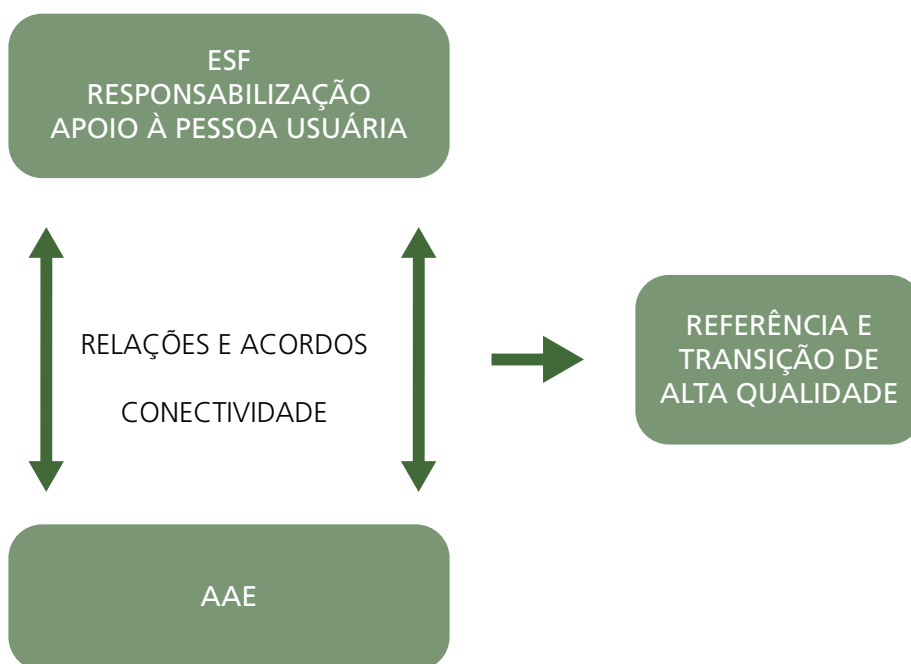 ESF
RESPONSABILIZAÇÃO
APOIO À PESSOA USUÁRIA
RELAÇÕES E ACORDOS
CONECTIVIDADE
REFERÊNCIA E
TRANSIÇÃO DE
ALTA QUALIDADE
AAE